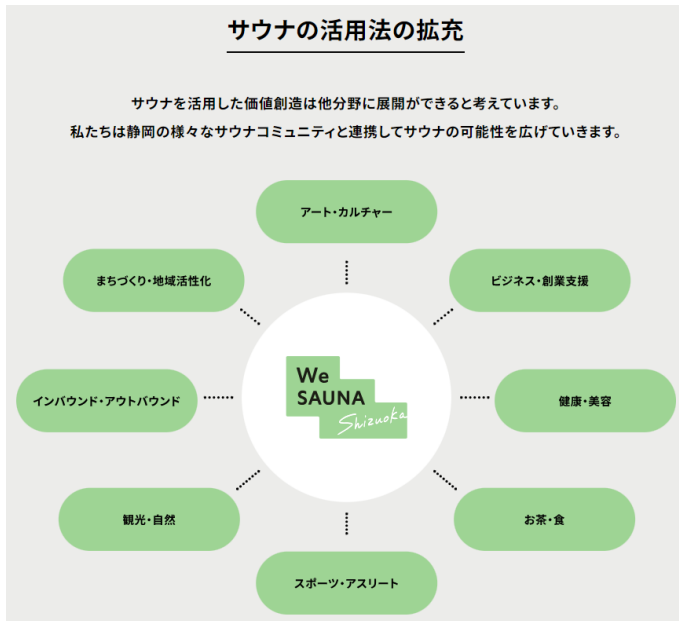 サウナの活用法の拡充
サウナを活用した価値創造は他分野に展開ができると考えています。
私たちは静岡の様々なサウナコミュニティと連携してサウナの可能性を広げていきます。
アート・カルチャー
まちづくり・地域活性化
ビジネス・創業支援
We
SAUNA
Shizuoka
インバウンド・アウトバウンド
健康・美容
観光・自然
お茶・食
スポーツ・アスリート